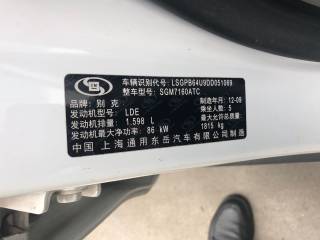 车辆识别代号: LSGPB64U9DD051069
整车型号: SGM7160ATC
品牌: 别克 制造年月: 12-09
发动机型号: LDE 乘坐人数: 5
发动机排量: 1.598 L 最大允许总质量:
发动机最大净功率: 86 kW 1815 kg
中国 上海通用东岳汽车有限公司制造